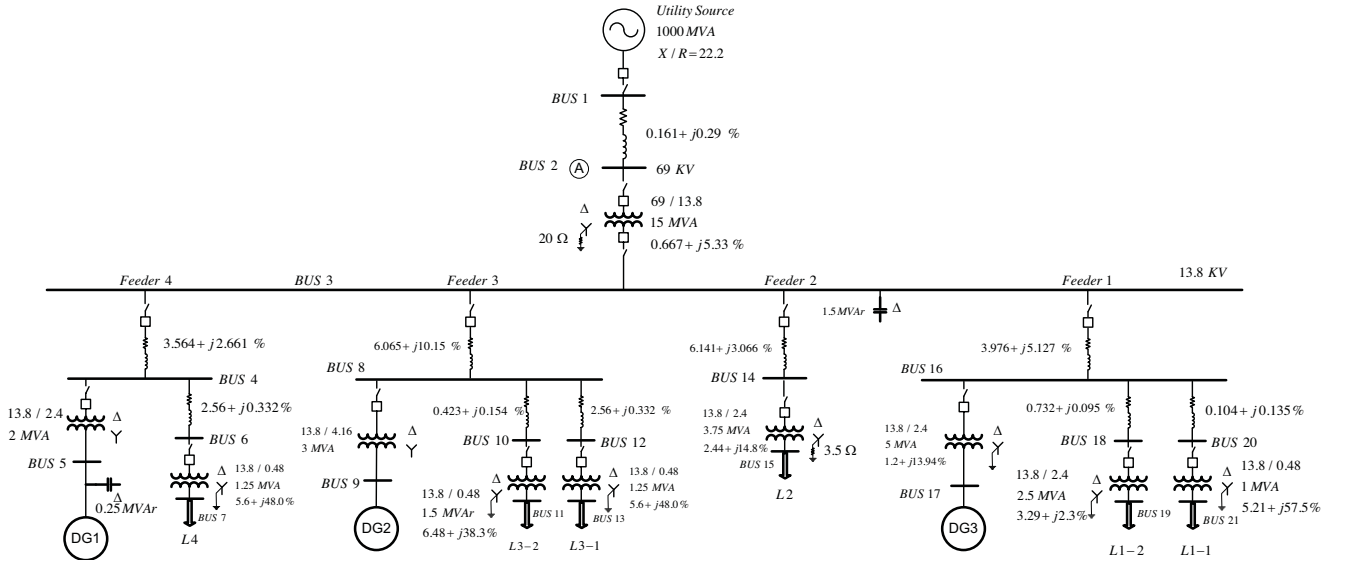 Utility Source
1000 MVA
X / R=22.2
BUS 1
0.161+ j0.29 %
BUS 2
A
69 KV
69 / 13.8
Δ
15 MVA
20 Ω
0.667+ j5.33 %
Feeder 4
BUS 3
Feeder 3
Feeder 2
Feeder 1
13.8 KV
1.5 MVAr
Δ
3.564+ j2.661 %
6.065+ j10.15 %
6.141+ j3.066 %
3.976+ j5.127 %
BUS 4
13.8 / 2.4
2 MVA
Δ
BUS 5
Δ
0.25 MVAr
DG1
2.56+ j0.332%
BUS 6
Δ
13.8 / 0.48
1.25 MVA
5.6+ j48.0%
BUS 7
L4
BUS 8
13.8 / 4.16
3 MVA
Δ
BUS 9
DG2
0.423+ j0.154 %
BUS 10
Δ
13.8 / 0.48
1.5 MVAr
6.48+ j38.3%
BUS 11
L3−2
2.56+ j0.332 %
BUS 12
Δ
13.8 / 0.48
1.25 MVA
5.6+ j48.0%
BUS 13
L3−1
BUS 14
13.8 / 2.4
3.75 MVA
2.44+ j14.8%
Δ
3.5 Ω
BUS 15
L2
BUS 16
13.8 / 2.4
5 MVA
1.2+ j13.94%
Δ
BUS 17
DG3
0.732+ j0.095 %
BUS 18
Δ
13.8 / 2.4
2.5 MVA
3.29+ j2.3%
BUS 19
L1−2
0.104+ j0.135%
BUS 20
Δ
13.8 / 0.48
1 MVA
5.21+ j57.5%
BUS 21
L1−1